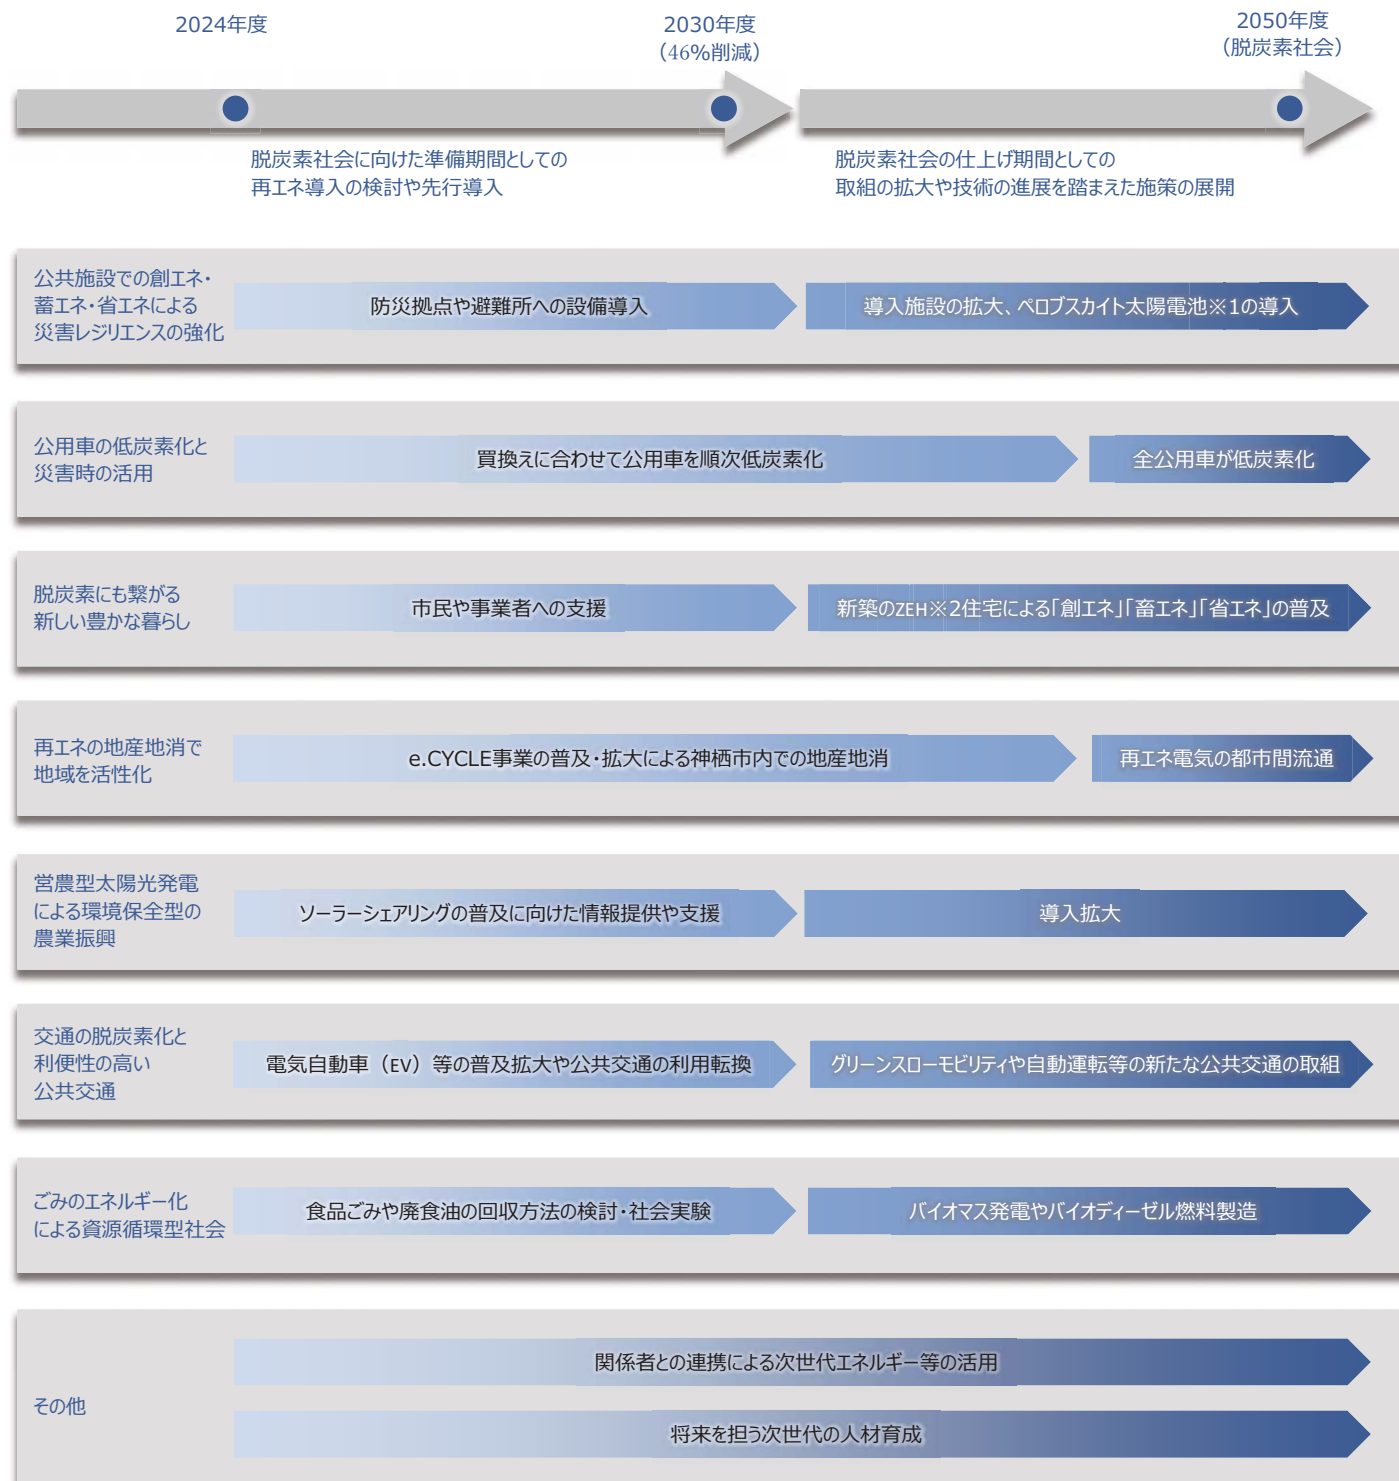 2024年度
2030年度
（46%削減）
2050年度
（脱炭素社会）
脱炭素社会に向けた準備期間としての
再エネ導入の検討や先行導入
脱炭素社会の仕上げ期間としての
取組の拡大や技術の進展を踏まえた施策の展開
公共施設での創エネ・
蓄エネ・省エネによる
災害レジリエンスの強化
防災拠点や避難所への設備導入
導入施設の拡大、ペロブスカイト太陽電池※1の導入
公用車の低炭素化と
災害時の活用
買換えに合わせて公用車を順次低炭素化
全公用車が低炭素化
脱炭素にも繋がる
新しい豊かな暮らし
市民や事業者への支援
新築のZEH※2住宅による「創エネ」「畜エネ」「省エネ」の普及
再エネの地産地消で
地域を活性化
e.CYCLE事業の普及・拡大による神栖市内での地産地消
再エネ電気の都市間流通
営農型太陽光発電
による環境保全型の
農業振興
ソーラーシェアリングの普及に向けた情報提供や支援
導入拡大
交通の脱炭素化と
利便性の高い
公共交通
電気自動車（EV）等の普及拡大や公共交通の利用転換
グリーンスローモビリティや自動運転等の新たな公共交通の取組
ごみのエネルギー化
による資源循環型社会
食品ごみや廃食油の回収方法の検討・社会実験
バイオマス発電やバイオディーゼル燃料製造
その他
関係者との連携による次世代エネルギー等の活用
将来を担う次世代の人材育成